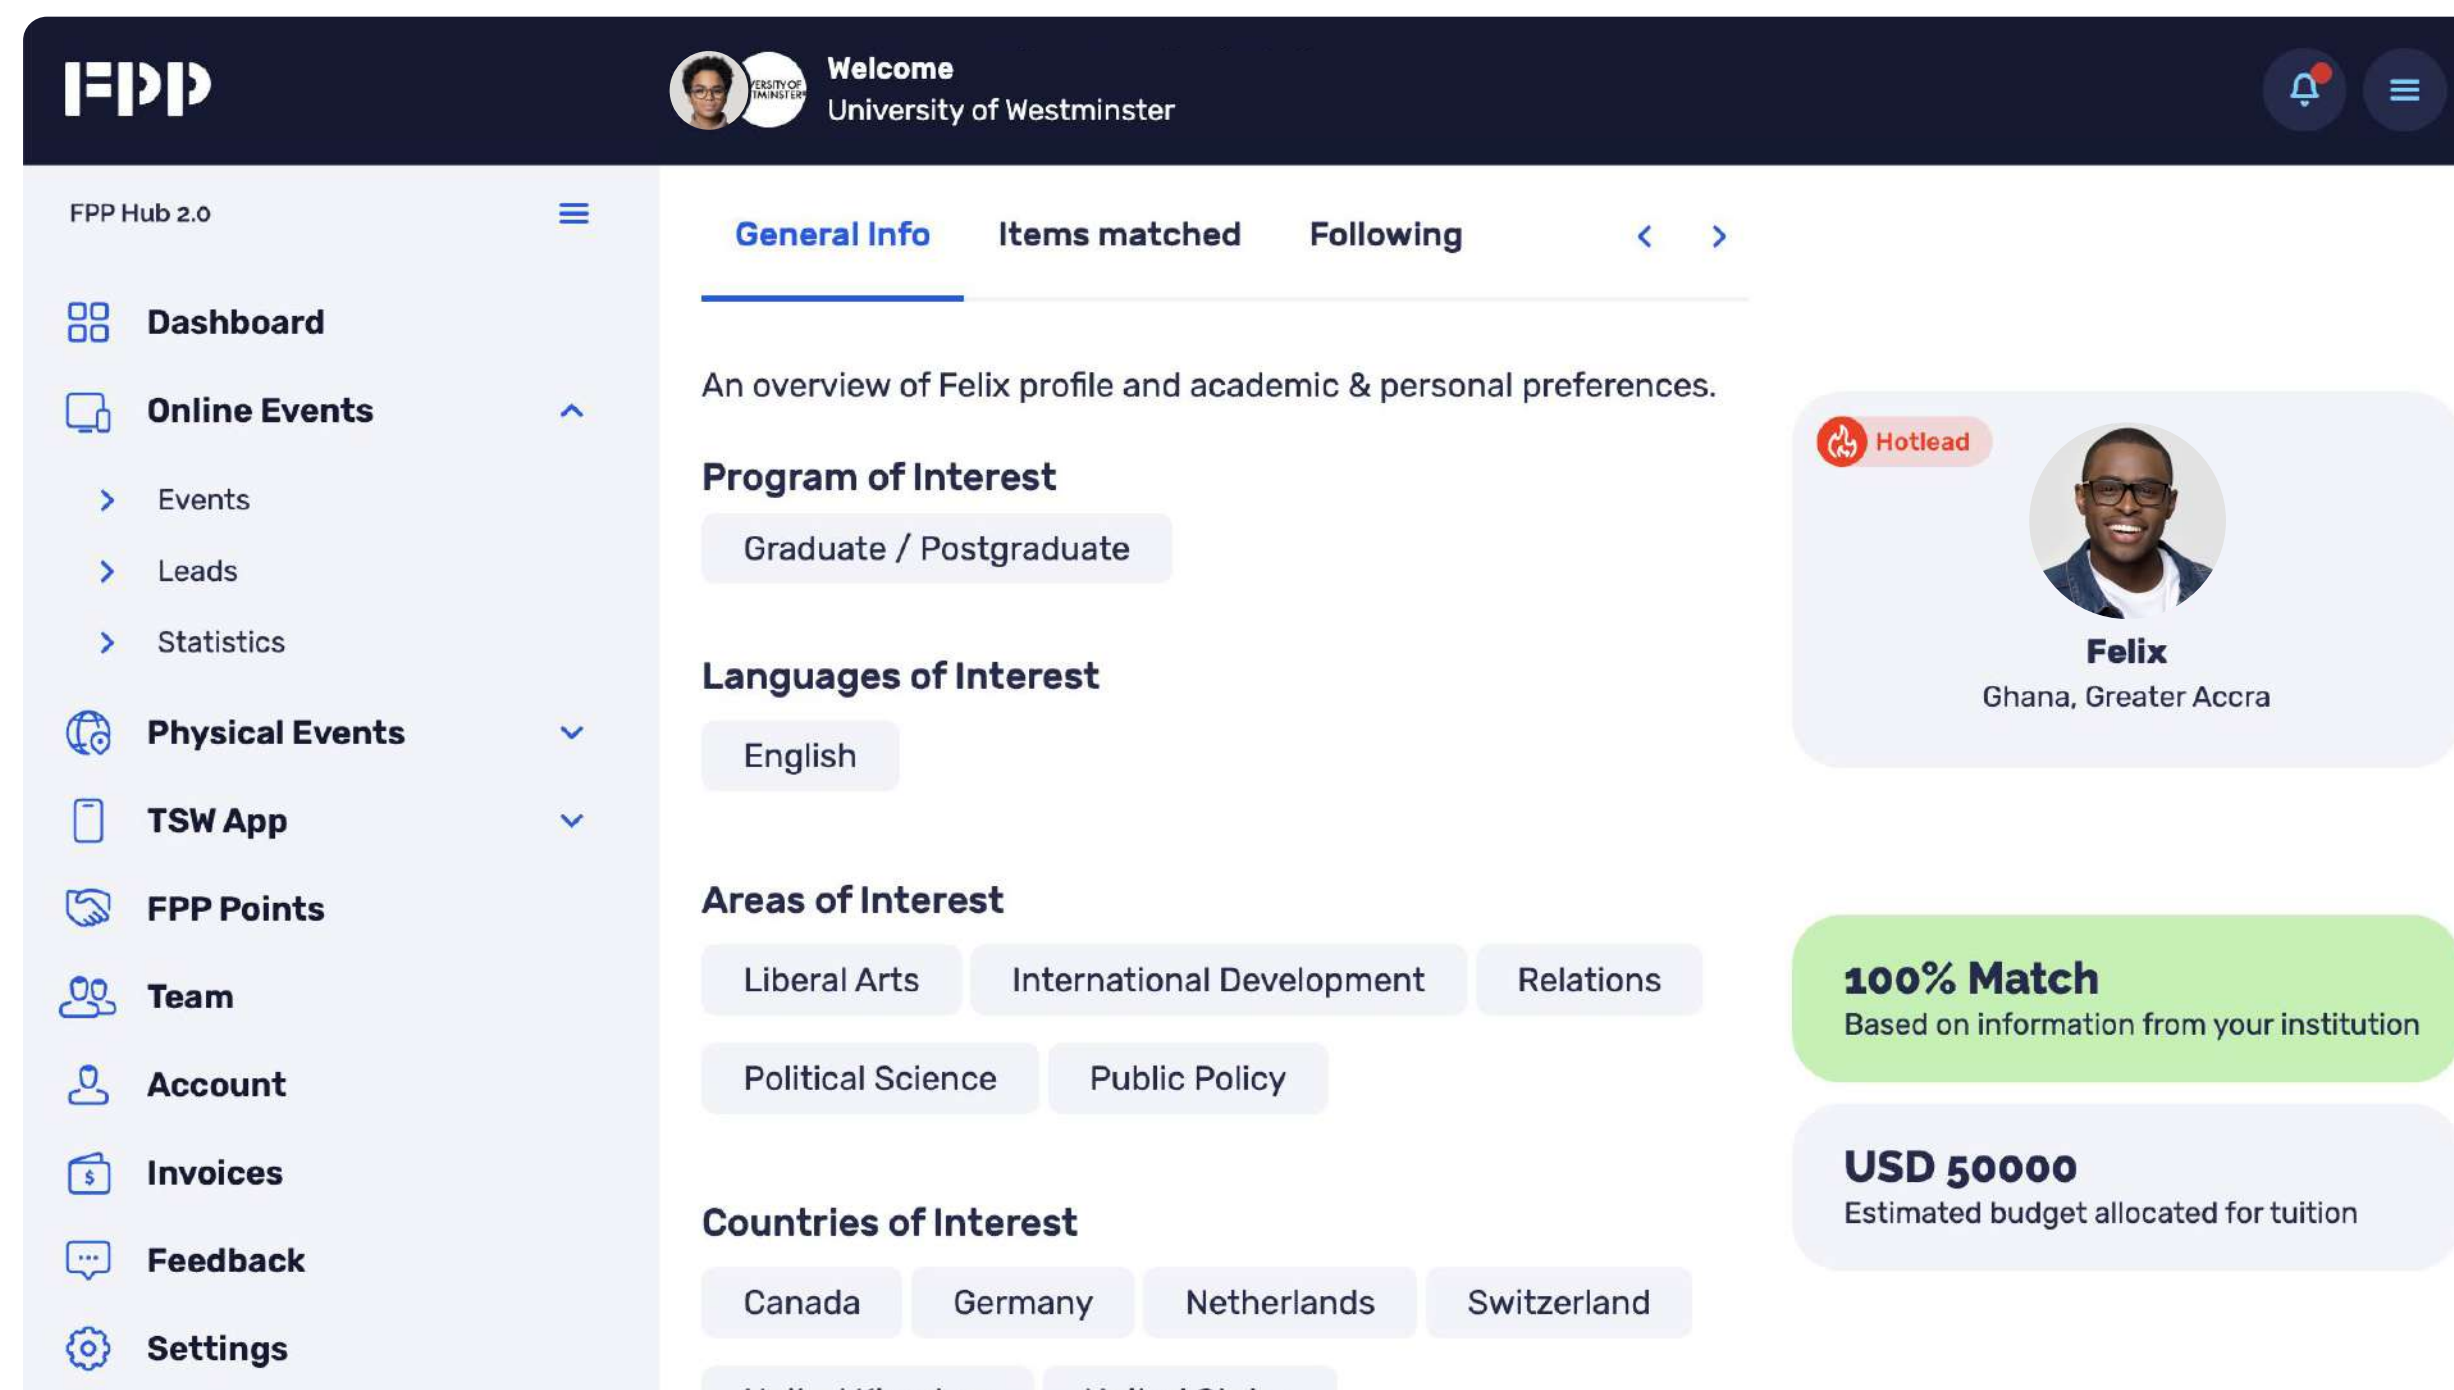 FPP
VERSITY OF
TMINSTER
Welcome
University of Westminster
FPP Hub 2.0
Dashboard
Online Events
Events
Leads
Statistics
Physical Events
TSW App
FPP Points
Team
Account
Invoices
Feedback
Settings
General Info Items matched Following
An overview of Felix profile and academic & personal preferences.
Program of Interest
Graduate / Postgraduate
Languages of Interest
English
Areas of Interest
Liberal Arts International Development Relations
Political Science Public Policy
Countries of Interest
Canada Germany Netherlands Switzerland
Hotlead
Felix
Ghana, Greater Accra
100% Match
Based on information from your institution
USD 50000
Estimated budget allocated for tuition